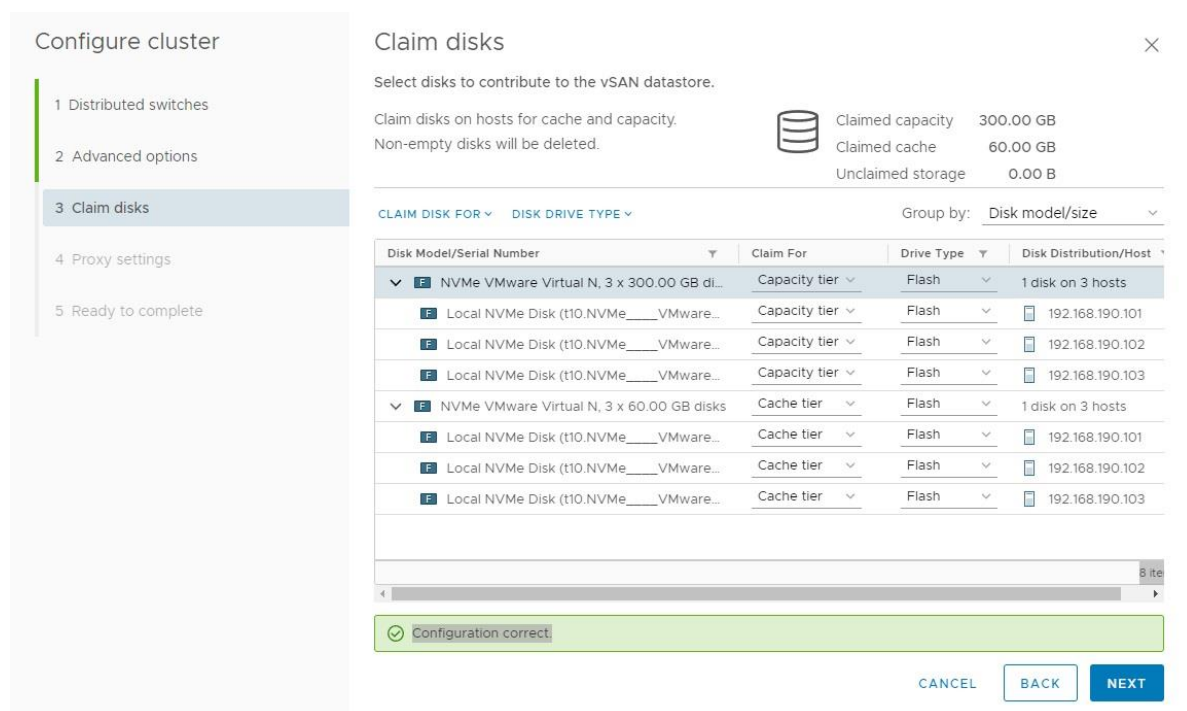 Configure cluster
1 Distributed switches
2 Advanced options
3 Claim disks
4 Proxy settings
5 Ready to complete
Claim disks
Select disks to contribute to the vSAN datastore.
Claim disks on hosts for cache and capacity.
Non-empty disks will be deleted.
Claimed capacity 300.00 GB
Claimed cache 60.00 GB
Unclaimed storage 0.00 B
CLAIM DISK FOR DISK DRIVE TYPE Group by: Disk model/size
Disk Model/Serial Number Claim For Drive Type Disk Distribution/Host
F NVMe VMware Virtual N, 3 x 300.00 GB di... Capacity tier Flash 1 disk on 3 hosts
F Local NVMe Disk (t10.NVMe____VMware... Capacity tier Flash 192.168.190.101
F Local NVMe Disk (t10.NVMe____VMware... Capacity tier Flash 192.168.190.102
F Local NVMe Disk (t10.NVMe____VMware... Capacity tier Flash 192.168.190.103
F NVMe VMware Virtual N, 3 x 60.00 GB disks Cache tier Flash 1 disk on 3 hosts
F Local NVMe Disk (t10.NVMe____VMware... Cache tier Flash 192.168.190.101
F Local NVMe Disk (t10.NVMe____VMware... Cache tier Flash 192.168.190.102
F Local NVMe Disk (t10.NVMe____VMware... Cache tier Flash 192.168.190.103
8 ite
Configuration correct.
CANCEL BACK NEXT